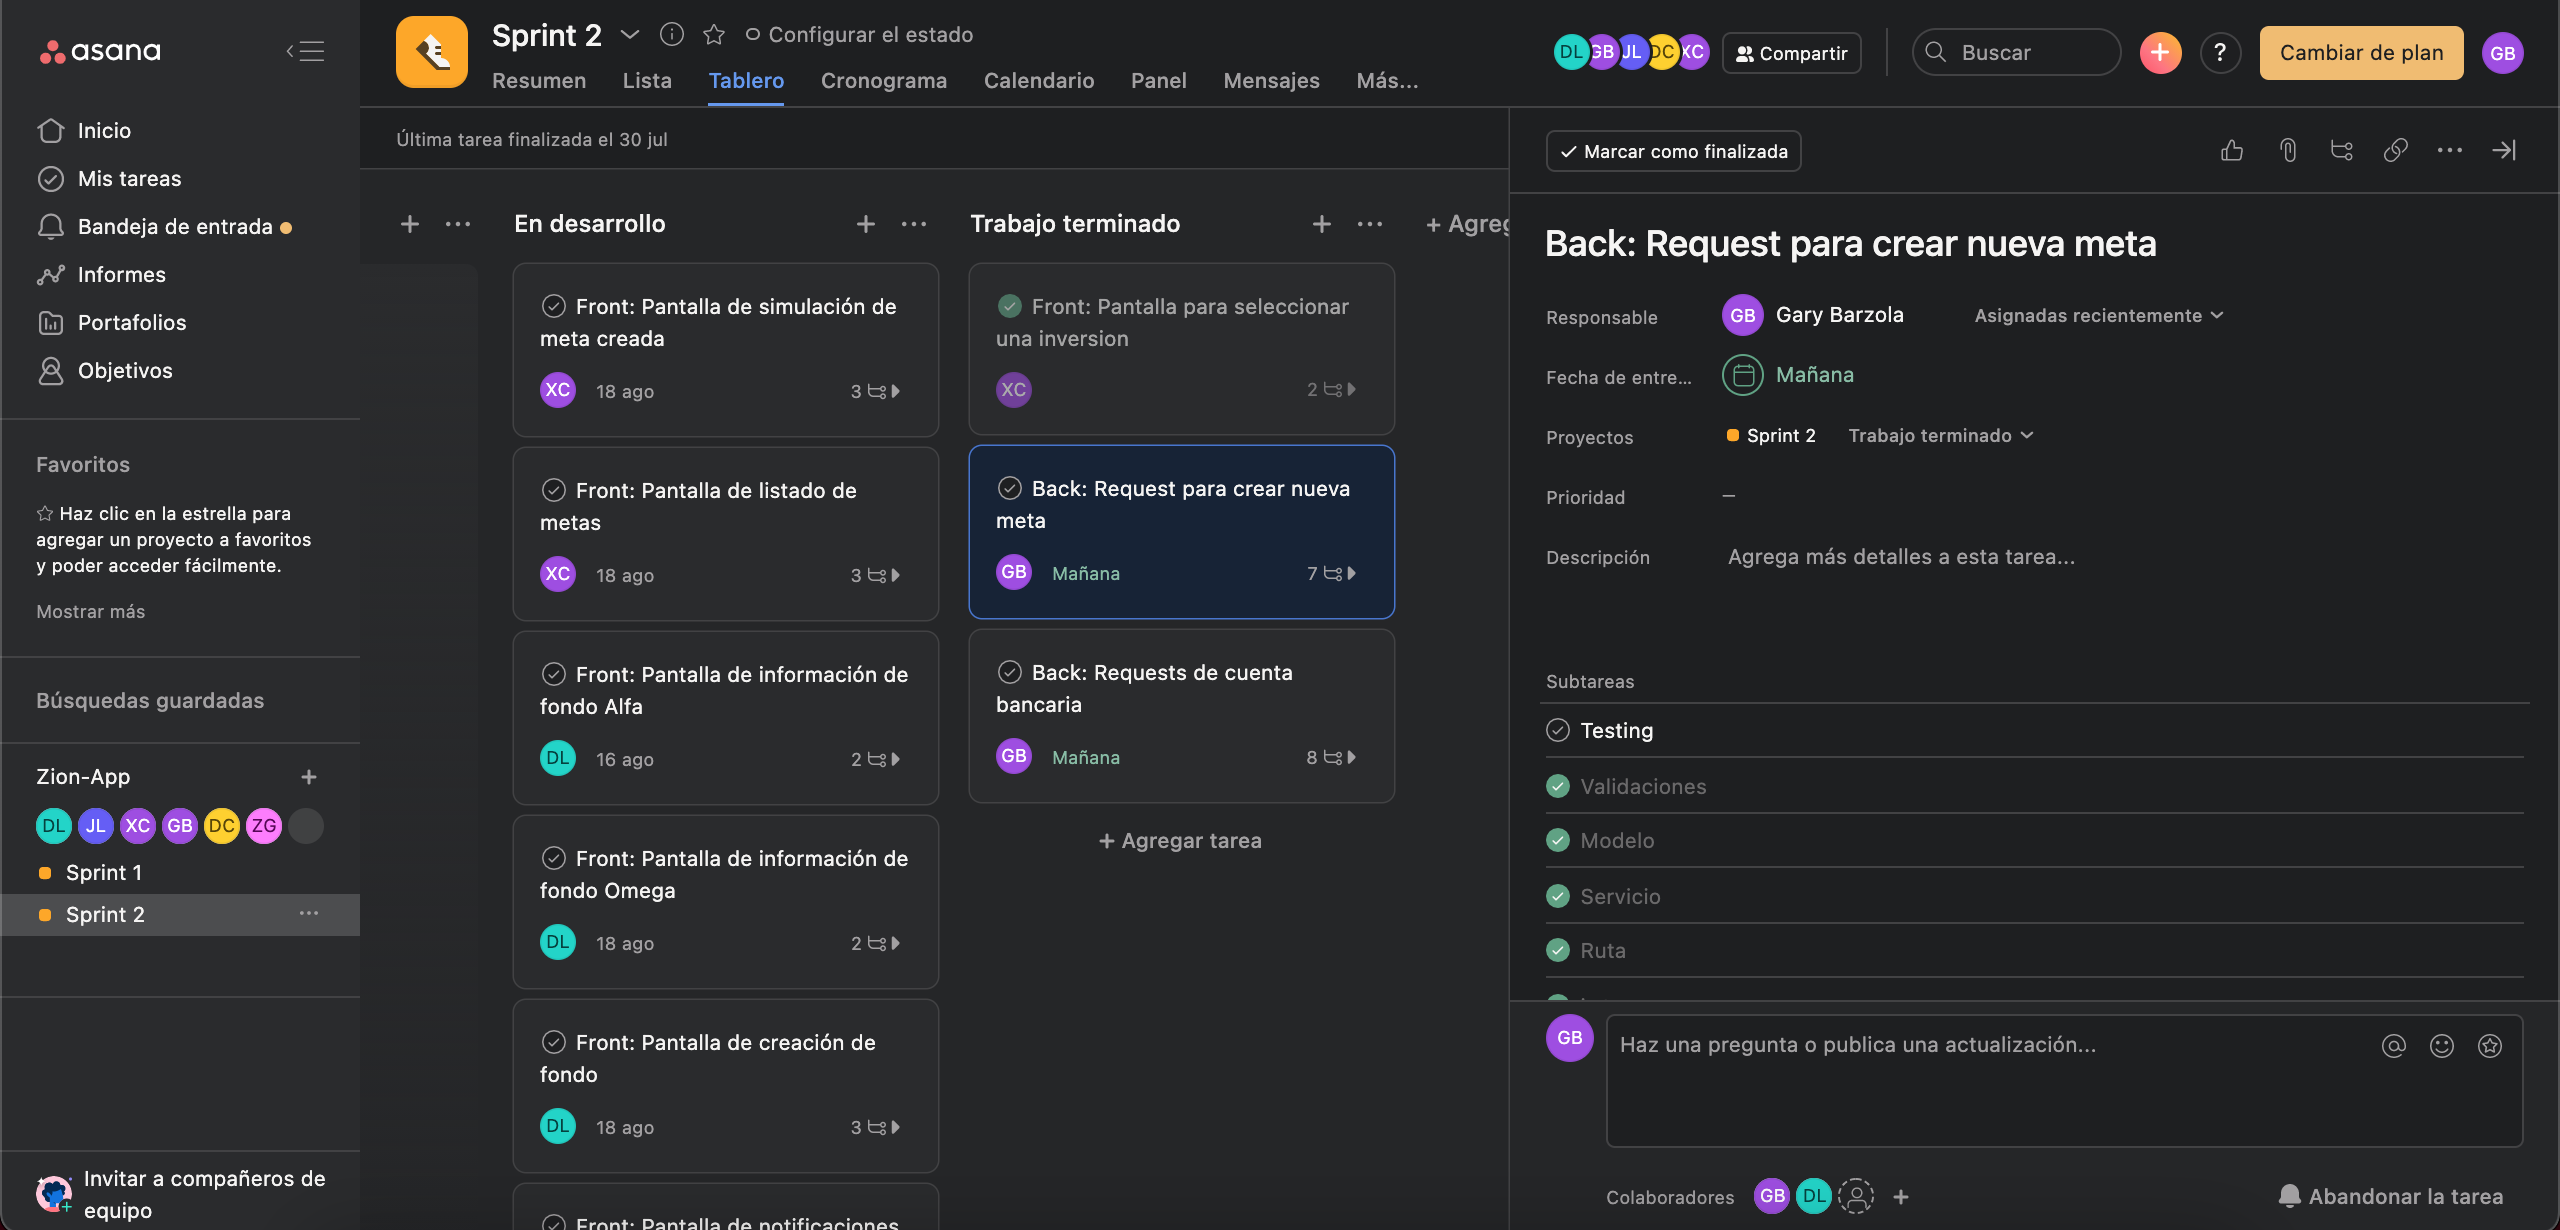 asana
Inicio
Mis tareas
Bandeja de entrada
Informes
Portafolios
Objetivos
Favoritos
Haz clic en la estrella para
agregar un proyecto a favoritos
y poder acceder fácilmente.
Mostrar más
Búsquedas guardadas
Zion-App
DL JL XC GB DC ZG
Sprint 1
Sprint 2
Invitar a compañeros de
equipo
Sprint 2
Configurar el estado
Resumen Lista Tablero Cronograma Calendario Panel Mensajes Más...
DL GB JL DC XC
Compartir
Buscar
?
Cambiar de plan
GB
Última tarea finalizada el 30 jul
En desarrollo
Front: Pantalla de simulación de
meta creada
XC 18 ago 3
Front: Pantalla de listado de
metas
XC 18 ago 3
Front: Pantalla de información de
fondo Alfa
DL 16 ago 2
Front: Pantalla de información de
fondo Omega
DL 18 ago 2
Front: Pantalla de creación de
fondo
DL 18 ago 3
Front: Pantalla de notificaciones
Trabajo terminado
Front: Pantalla para seleccionar
una inversion
XC 2
Back: Request para crear nueva
meta
GB Mañana 7
Back: Requests de cuenta
bancaria
GB Mañana 8
+ Agregar tarea
+ Agreg
Marcar como finalizada
Back: Request para crear nueva meta
Responsable GB Gary Barzola Asignadas recientemente
Fecha de entre... Mañana
Proyectos Sprint 2 Trabajo terminado
Prioridad —
Descripción Agrega más detalles a esta tarea...
Subtareas
Testing
Validaciones
Modelo
Servicio
Ruta
GB Haz una pregunta o publica una actualización...
Colaboradores GB DL +
Abandonar la tarea